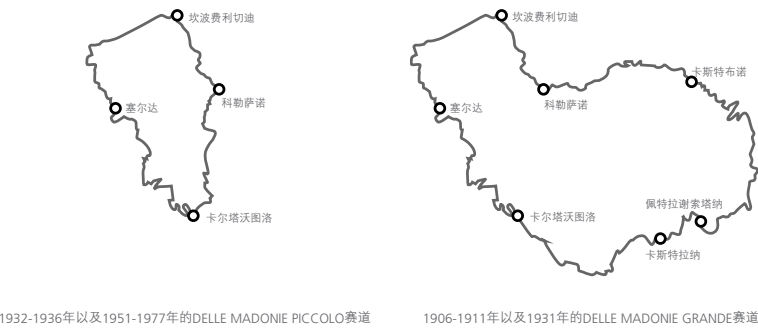 坎波费利切迪
塞尔达
科勒萨诺
卡尔塔沃图洛
1932-1936年以及1951-1977年的DELLE MADONIE PICCOLO赛道
坎波费利切迪
卡斯特布诺
科勒萨诺
塞尔达
佩特拉谢索塔纳
卡尔塔沃图洛
卡斯特拉纳
1906-1911年以及1931年的DELLE MADONIE GRANDE赛道